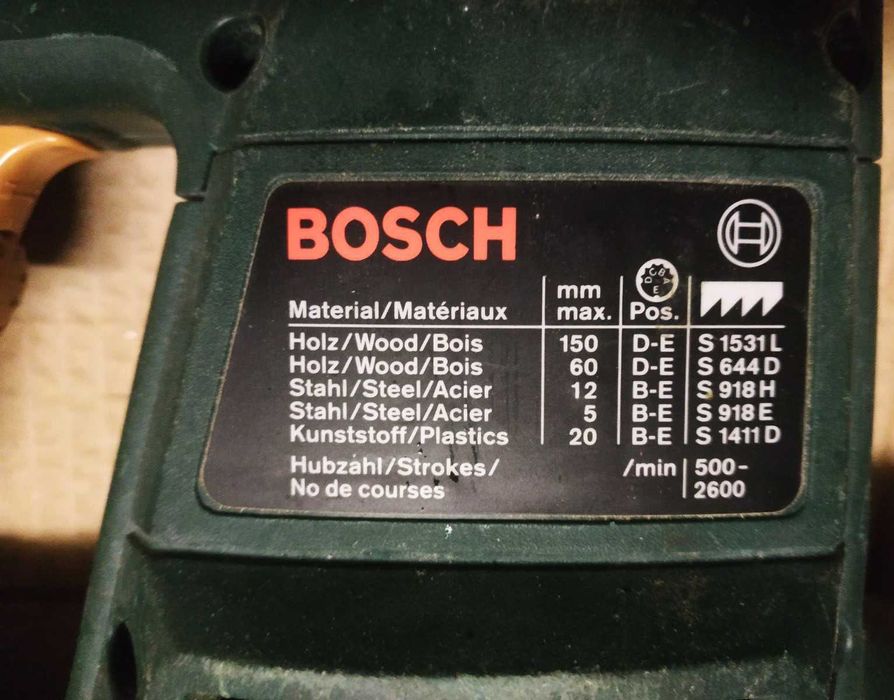 BOSCH
Material/Matériaux mm max. Pos.
Holz/Wood/Bois 150 D-E S 1531 L
Holz/Wood/Bois 60 D-E S 644 D
Stahl/Steel/Acier 12 B-E S 918 H
Stahl/Steel/Acier 5 B-E S 918 E
Kunststoff/Plastics 20 B-E S 1411 D
Hubzahl/Strokes/ /min 500-
No de courses 2600